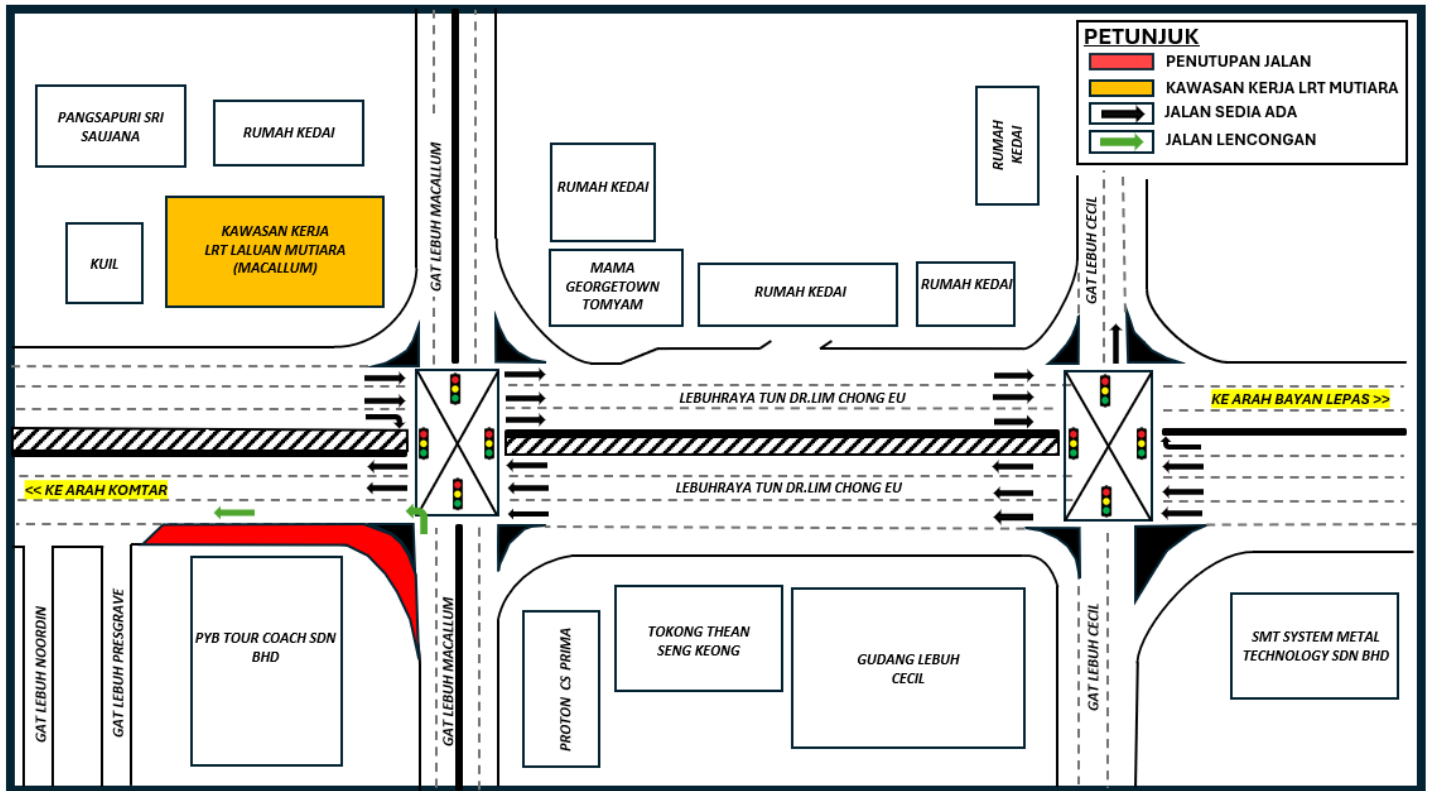 PETUNJUK
PENUTUPAN JALAN
KAWASAN KERJA LRT MUTIARA
JALAN SEDIA ADA
JALAN LENCONGAN
PANGSAPURI SRI
SAUJANA
RUMAH KEDAI
KUIL
KAWASAN KERJA
LRT LALUAN MUTIARA
(MACALLUM)
GAT LEBUH MACALLUM
RUMAH KEDAI
MAMA
GEORGETOWN
TOMYAM
RUMAH KEDAI
RUMAH KEDAI
RUMAH
KEDAI
GAT LEBUH CECIL
LEBUHRAYA TUN DR.LIM CHONG EU
KE ARAH BAYAN LEPAS >>
<< KE ARAH KOMTAR
LEBUHRAYA TUN DR.LIM CHONG EU
GAT LEBUH NOORDIN
GAT LEBUH PRESGRAVE
PYB TOUR COACH SDN
BHD
GAT LEBUH MACALLUM
PROTON CS PRIMA
TOKONG THEAN
SENG KEONG
GUDANG LEBUH
CECIL
GAT LEBUH CECIL
SMT SYSTEM METAL
TECHNOLOGY SDN BHD